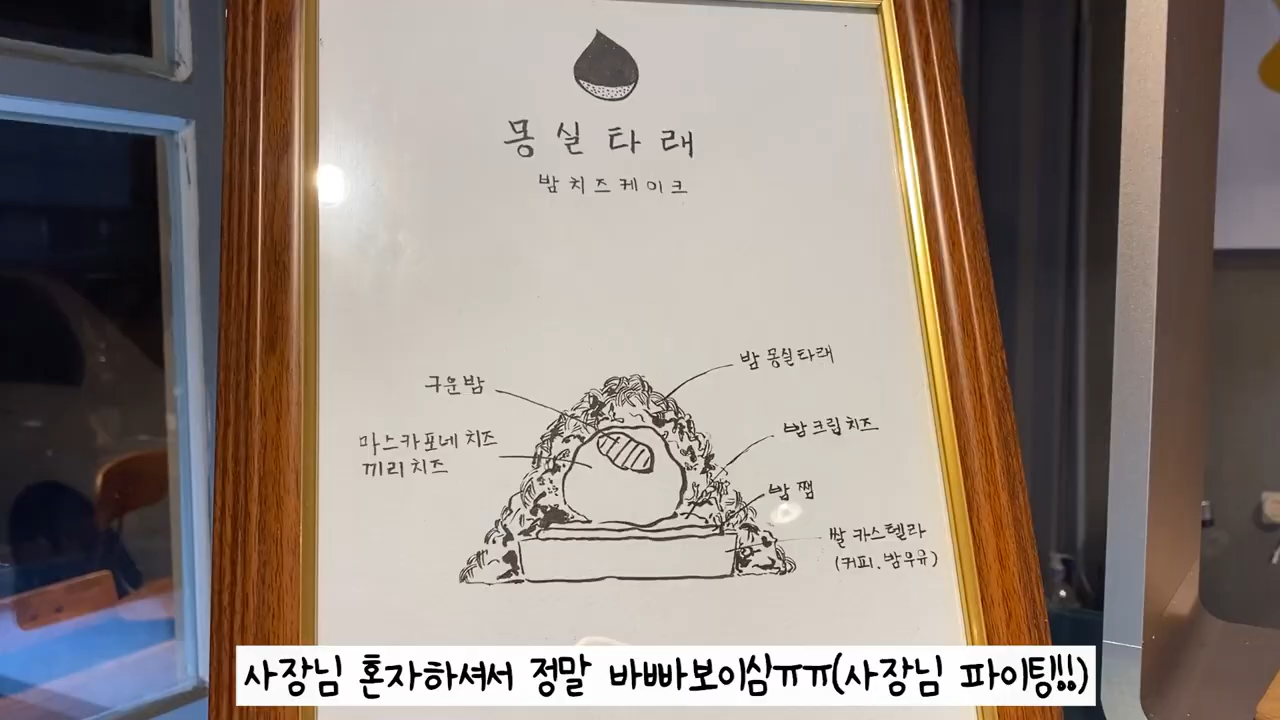 몽실타래
밤치즈케이크
구운밤
밤 몽실타래
마스카포네 치즈
끼리 치즈
밤크림치즈
밤 쨈
쌀 카스텔라
(커피.밤우유)
사장님 혼자하셔서 정말 바빠보이심ㅠㅠ(사장님 파이팅!!)